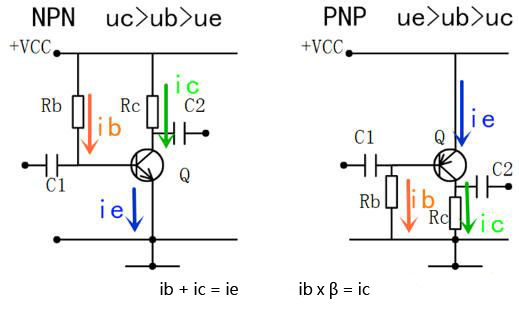 NPN uc>ub>ue
PNP ue>ub>uc
+VCC
Rb
Rc
ic
C2
ib
C1
Q
ie
+VCC
ie
C1
Q
C2
Rb
ib
Rc
ic
ib + ic = ie
ib x β = ic